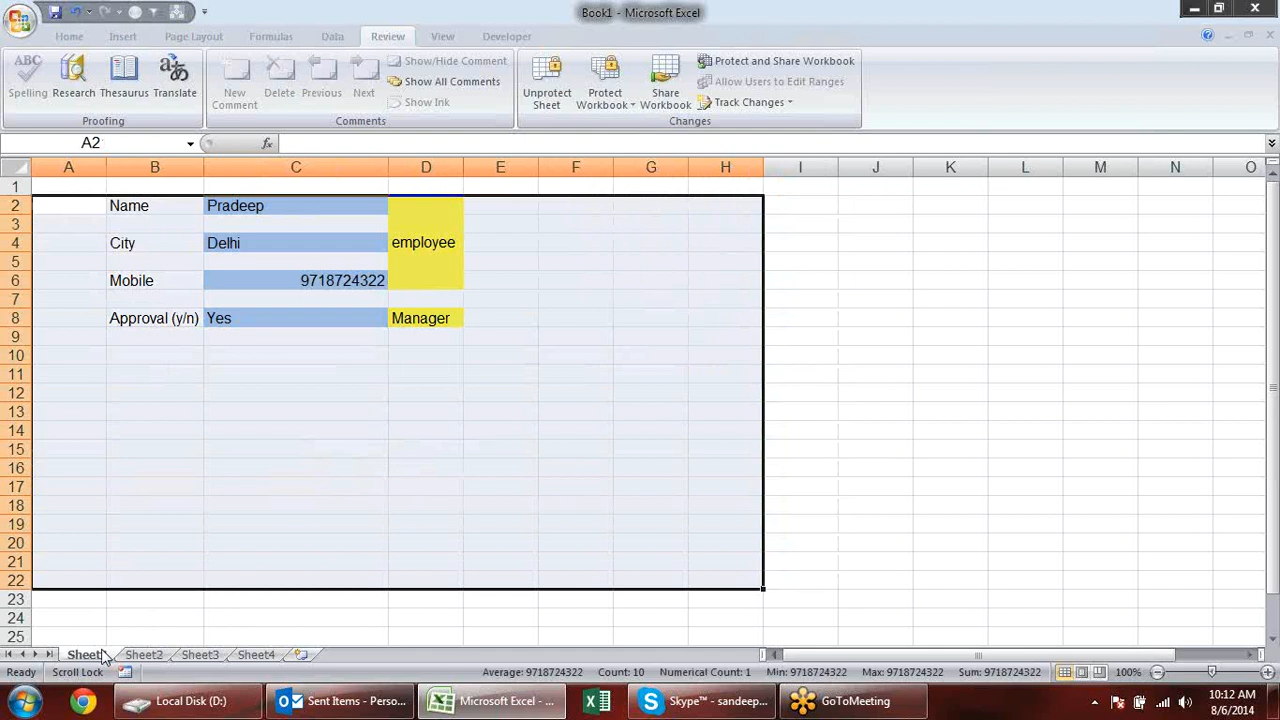 Book1 - Microsoft Excel
Home Insert Page Layout Formulas Data Review View Developer
ABC
Spelling
Research
Thesaurus
Translate
Proofing
New Comment
Delete
Previous
Next
Show/Hide Comment
Show All Comments
Show Ink
Comments
Unprotect Sheet
Protect Workbook
Share Workbook
Protect and Share Workbook
Allow Users to Edit Ranges
Track Changes
Changes
A2
fx
A B C D E F G H I J K L M N O
1
2 Name Pradeep
3
4 City Delhi employee
5
6 Mobile 9718724322
7
8 Approval (y/n) Yes Manager
9
10
11
12
13
14
15
16
17
18
19
20
21
22
23
24
25
Sheet Sheet2 Sheet3 Sheet4
Ready Scroll Lock Average: 9718724322 Count: 10 Numerical Count: 1 Min: 9718724322 Max: 9718724322 Sum: 9718724322 100%
Local Disk (D:) Sent Items - Perso... Microsoft Excel - ... Skype™ - sandeep... GoToMeeting 10:12 AM
8/6/2014